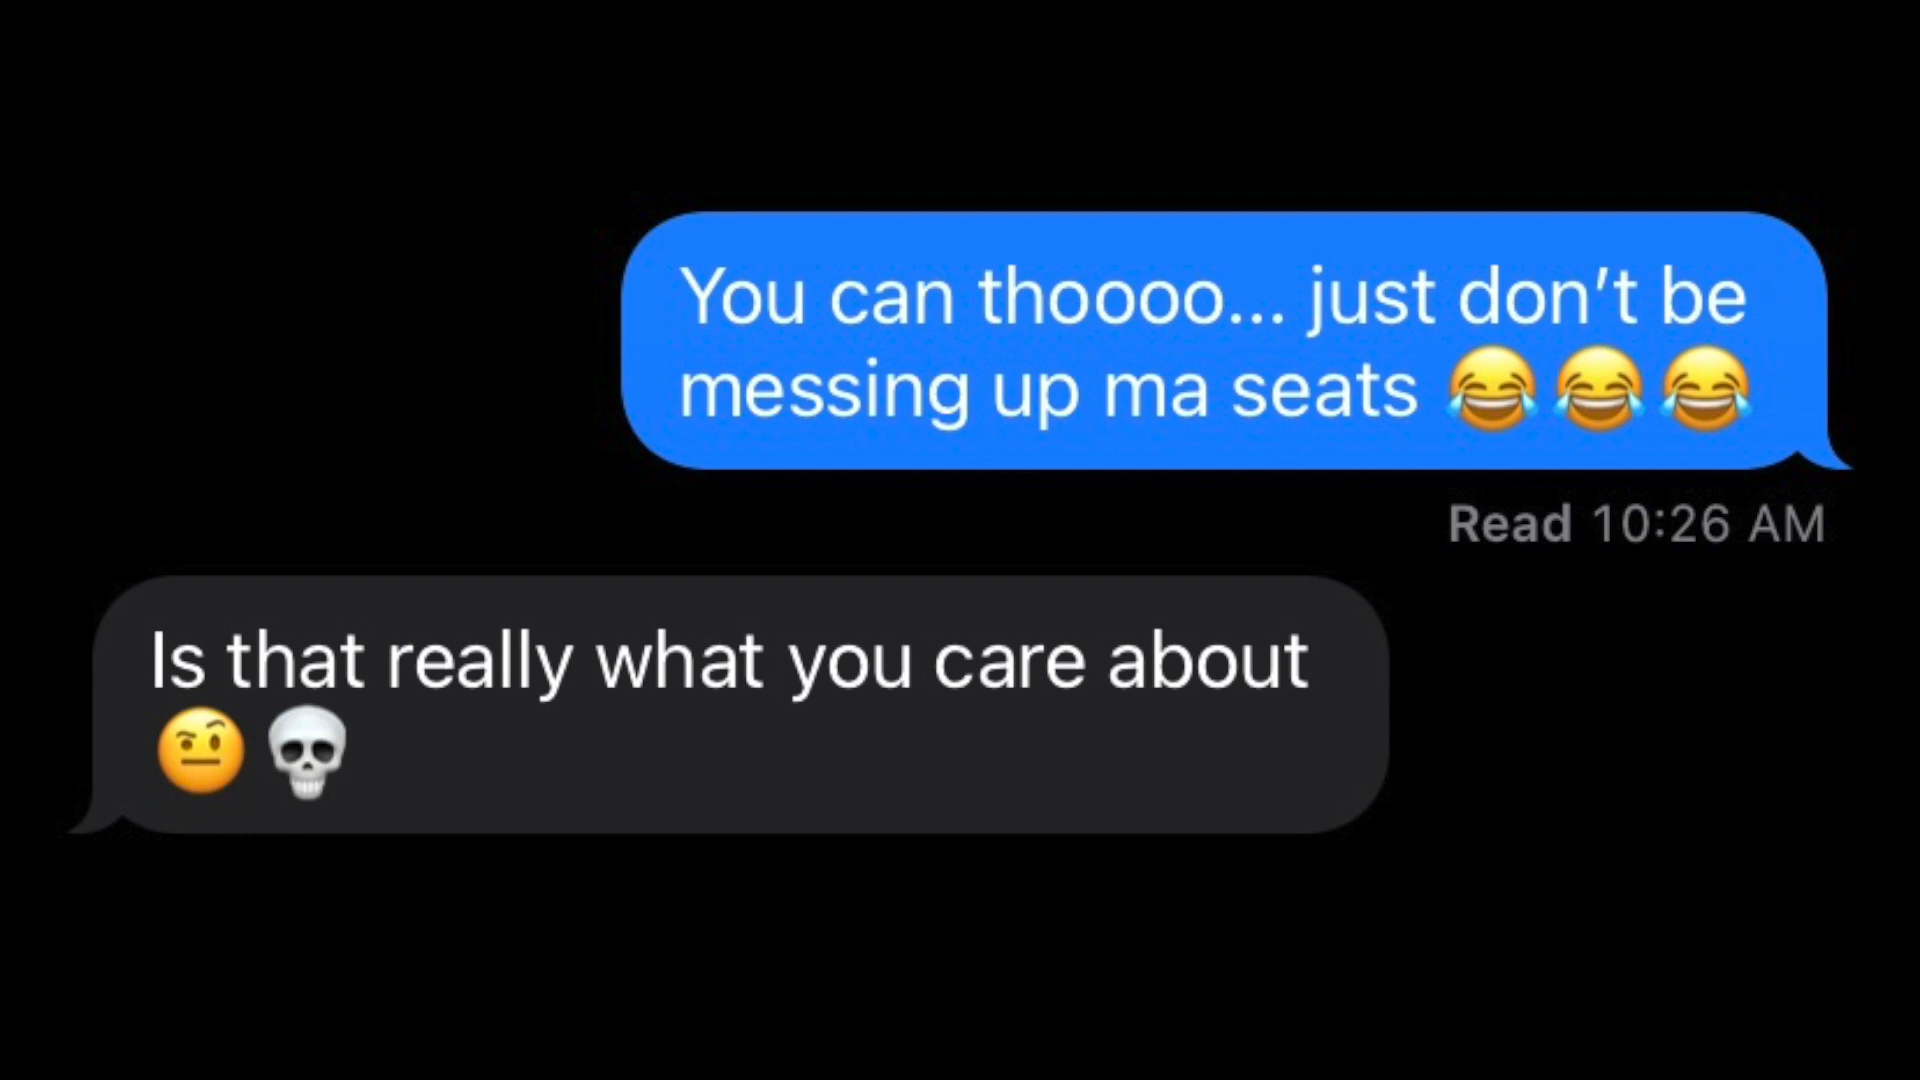 You can thoooo... just don’t be
messing up ma seats 😂😂😂
Read 10:26 AM
Is that really what you care about
🤨💀